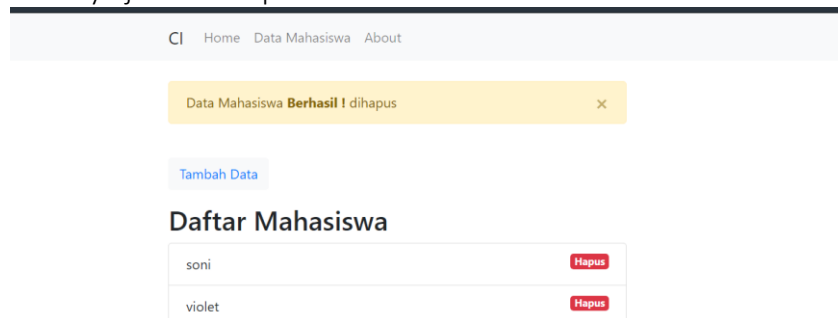 CI Home Data Mahasiswa About
Data Mahasiswa Berhasil ! dihapus ×
Tambah Data
Daftar Mahasiswa
soni Hapus
violet Hapus